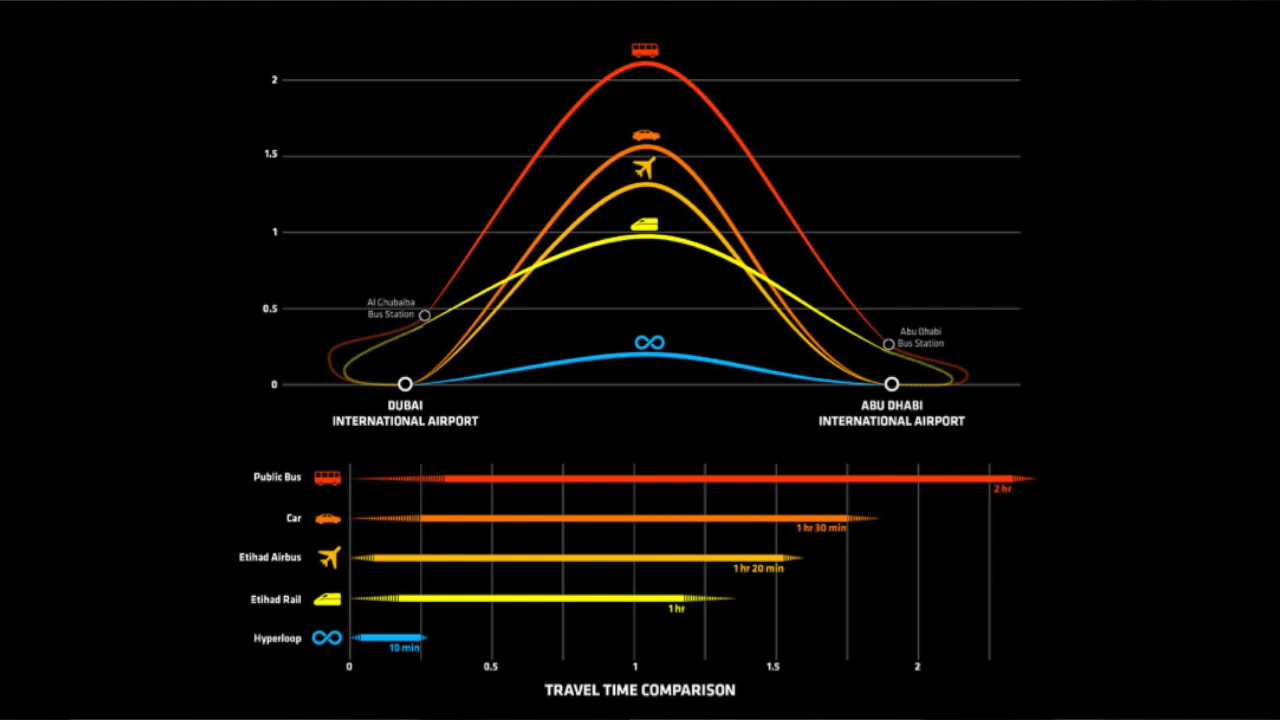 2
1.5
1
0.5
0
Al Ghubaiba
Bus Station
Abu Dhabi
Bus Station
DUBAI
INTERNATIONAL AIRPORT
ABU DHABI
INTERNATIONAL AIRPORT
Public Bus
2 hr
Car
1 hr 30 min
Etihad Airbus
1 hr 20 min
Etihad Rail
1 hr
Hyperloop
10 min
0 0.5 1 1.5 2
TRAVEL TIME COMPARISON